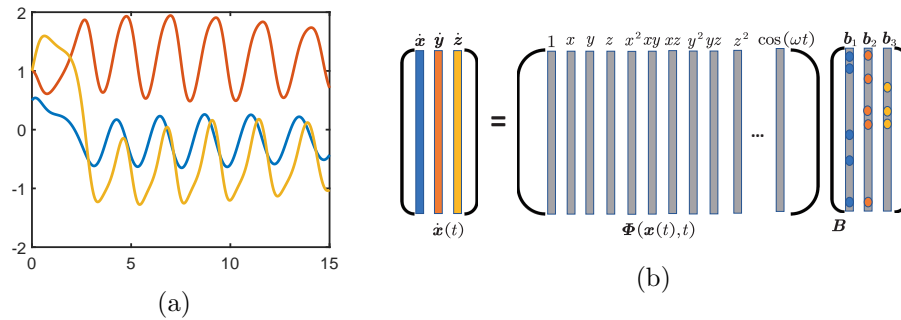 2
1
0
-1
-2
0 5 10 15
(a)
ẋ ẏ ż
1 x y z x² xy xz y² yz z² cos(ωt)
b₁ b₂ b₃
=
...
ẋ(t)
Φ(x(t), t)
B
(b)